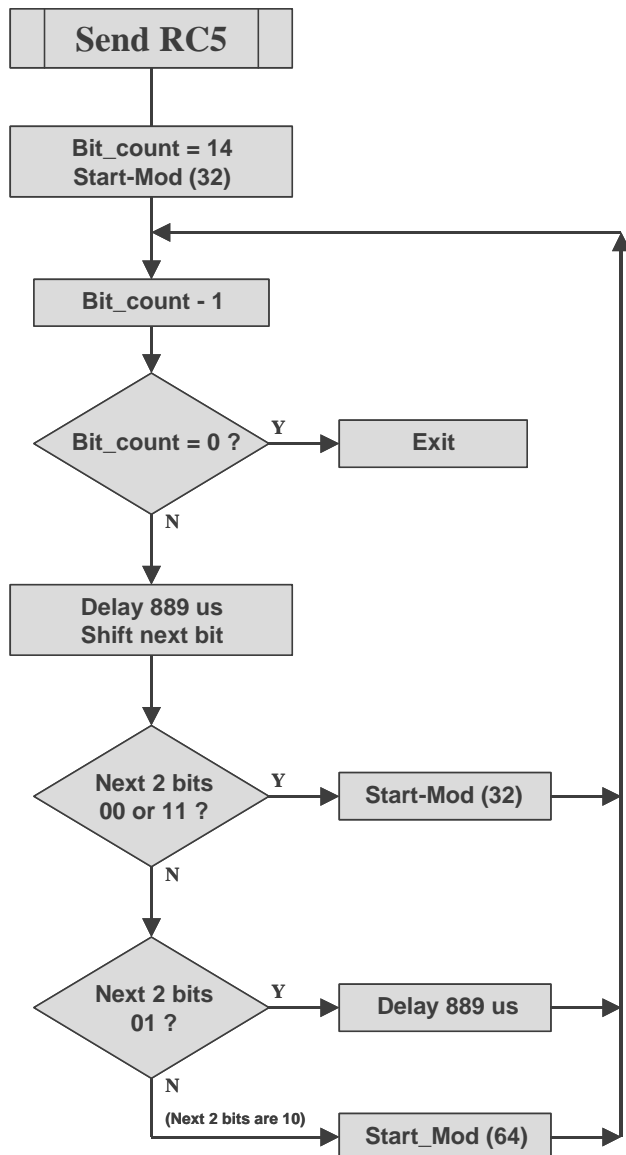 Send RC5
Bit_count = 14
Start-Mod (32)
Bit_count - 1
Bit_count = 0 ?
Y
Exit
N
Delay 889 us
Shift next bit
Next 2 bits
00 or 11 ?
Y
Start-Mod (32)
N
Next 2 bits
01 ?
Y
Delay 889 us
N
(Next 2 bits are 10)
Start_Mod (64)